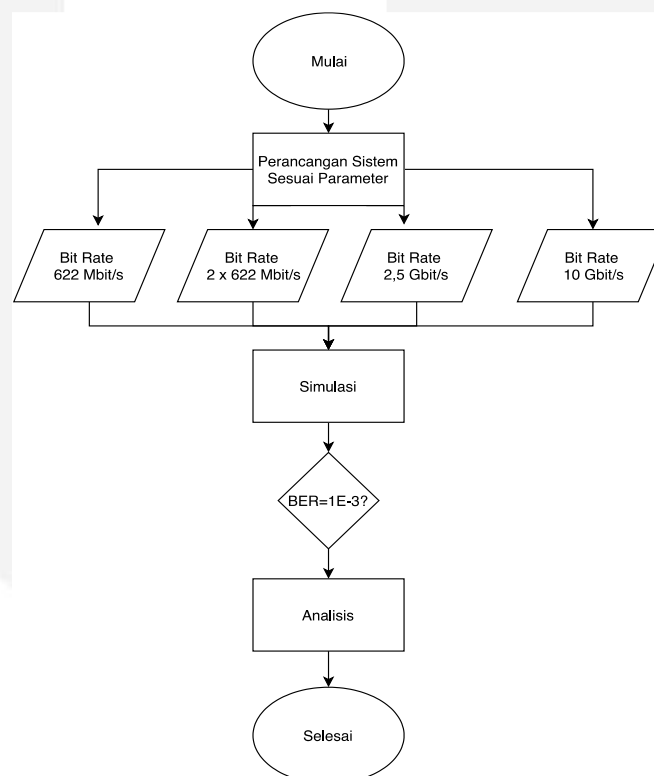 Mulai
Perancangan Sistem
Sesuai Parameter
Bit Rate
622 Mbit/s
Bit Rate
2 x 622 Mbit/s
Bit Rate
2,5 Gbit/s
Bit Rate
10 Gbit/s
Simulasi
BER=1E-3?
Analisis
Selesai